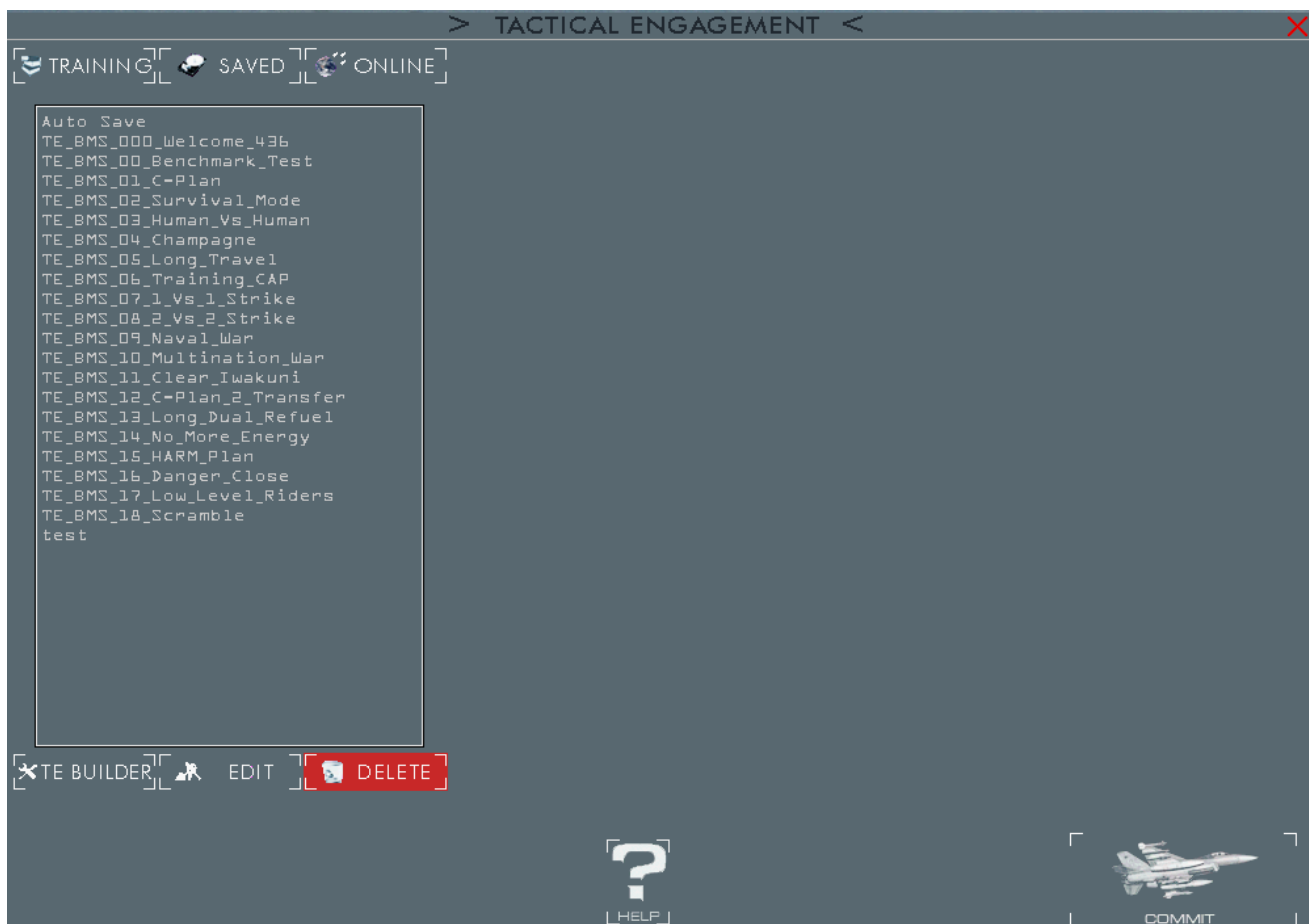 > TACTICAL ENGAGEMENT <
TRAINING SAVED ONLINE
Auto Save
TE_BMS_000_Welcome_436
TE_BMS_00_Benchmark_Test
TE_BMS_01_C-Plan
TE_BMS_02_Survival_Mode
TE_BMS_03_Human_Vs_Human
TE_BMS_04_Champagne
TE_BMS_05_Long_Travel
TE_BMS_06_Training_CAP
TE_BMS_07_1_Vs_1_Strike
TE_BMS_08_2_Vs_2_Strike
TE_BMS_09_Naval_War
TE_BMS_10_Multination_War
TE_BMS_11_Clear_Iwakuni
TE_BMS_12_C-Plan_2_Transfer
TE_BMS_13_Long_Dual_Refuel
TE_BMS_14_No_More_Energy
TE_BMS_15_HARM_Plan
TE_BMS_16_Danger_Close
TE_BMS_17_Low_Level_Riders
TE_BMS_18_Scramble
test
TE BUILDER EDIT DELETE
?
HELP
COMMIT